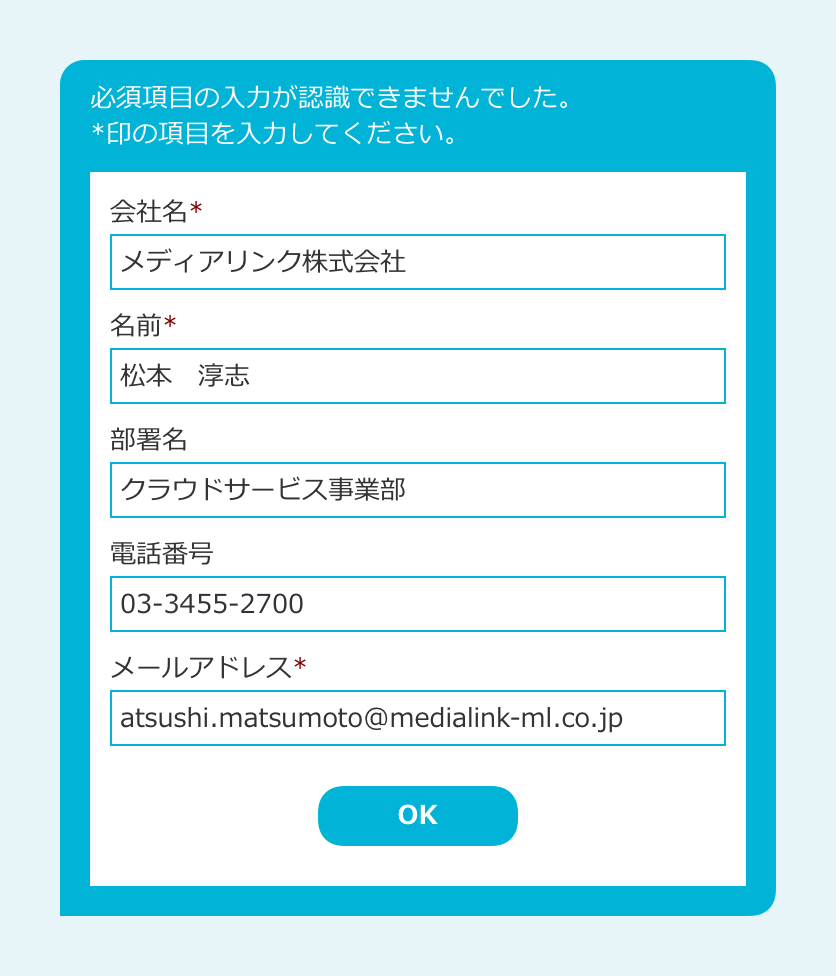 必須項目の入力が認識できませんでした。
*印の項目を入力してください。
会社名*
メディアリンク株式会社
名前*
松本　淳志
部署名
クラウドサービス事業部
電話番号
03-3455-2700
メールアドレス*
atsushi.matsumoto@medialink-ml.co.jp
OK